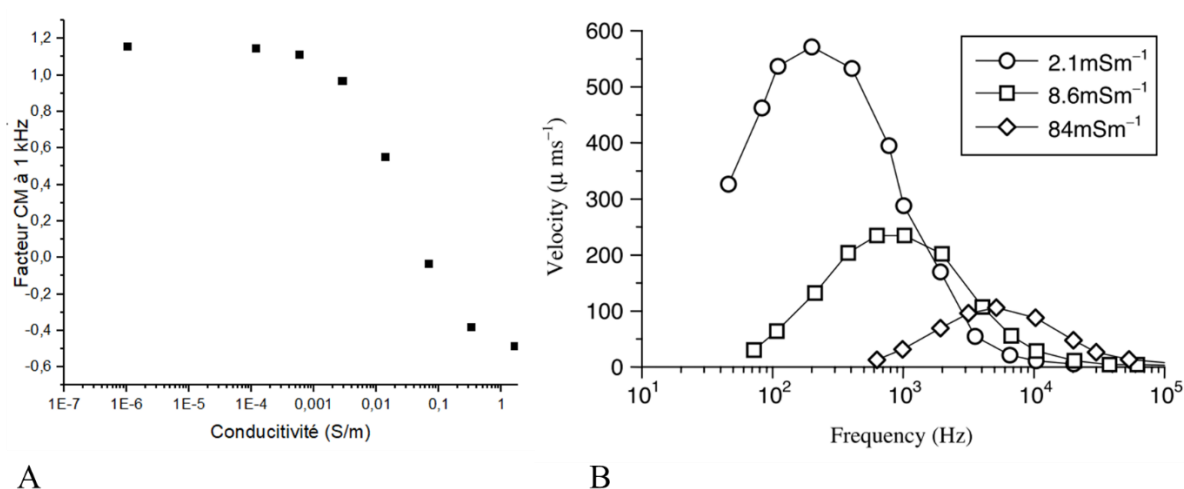 1,2
1,0
0,8
0,6
0,4
0,2
0,0
-0,2
-0,4
-0,6
Facteur CM à 1 kHz
1E-7 1E-6 1E-5 1E-4 0,001 0,01 0,1 1
Conducitivité (S/m)
A
600
500
400
300
200
100
0
Velocity (μ ms⁻¹)
2.1mSm⁻¹
8.6mSm⁻¹
84mSm⁻¹
10¹ 10² 10³ 10⁴ 10⁵
Frequency (Hz)
B